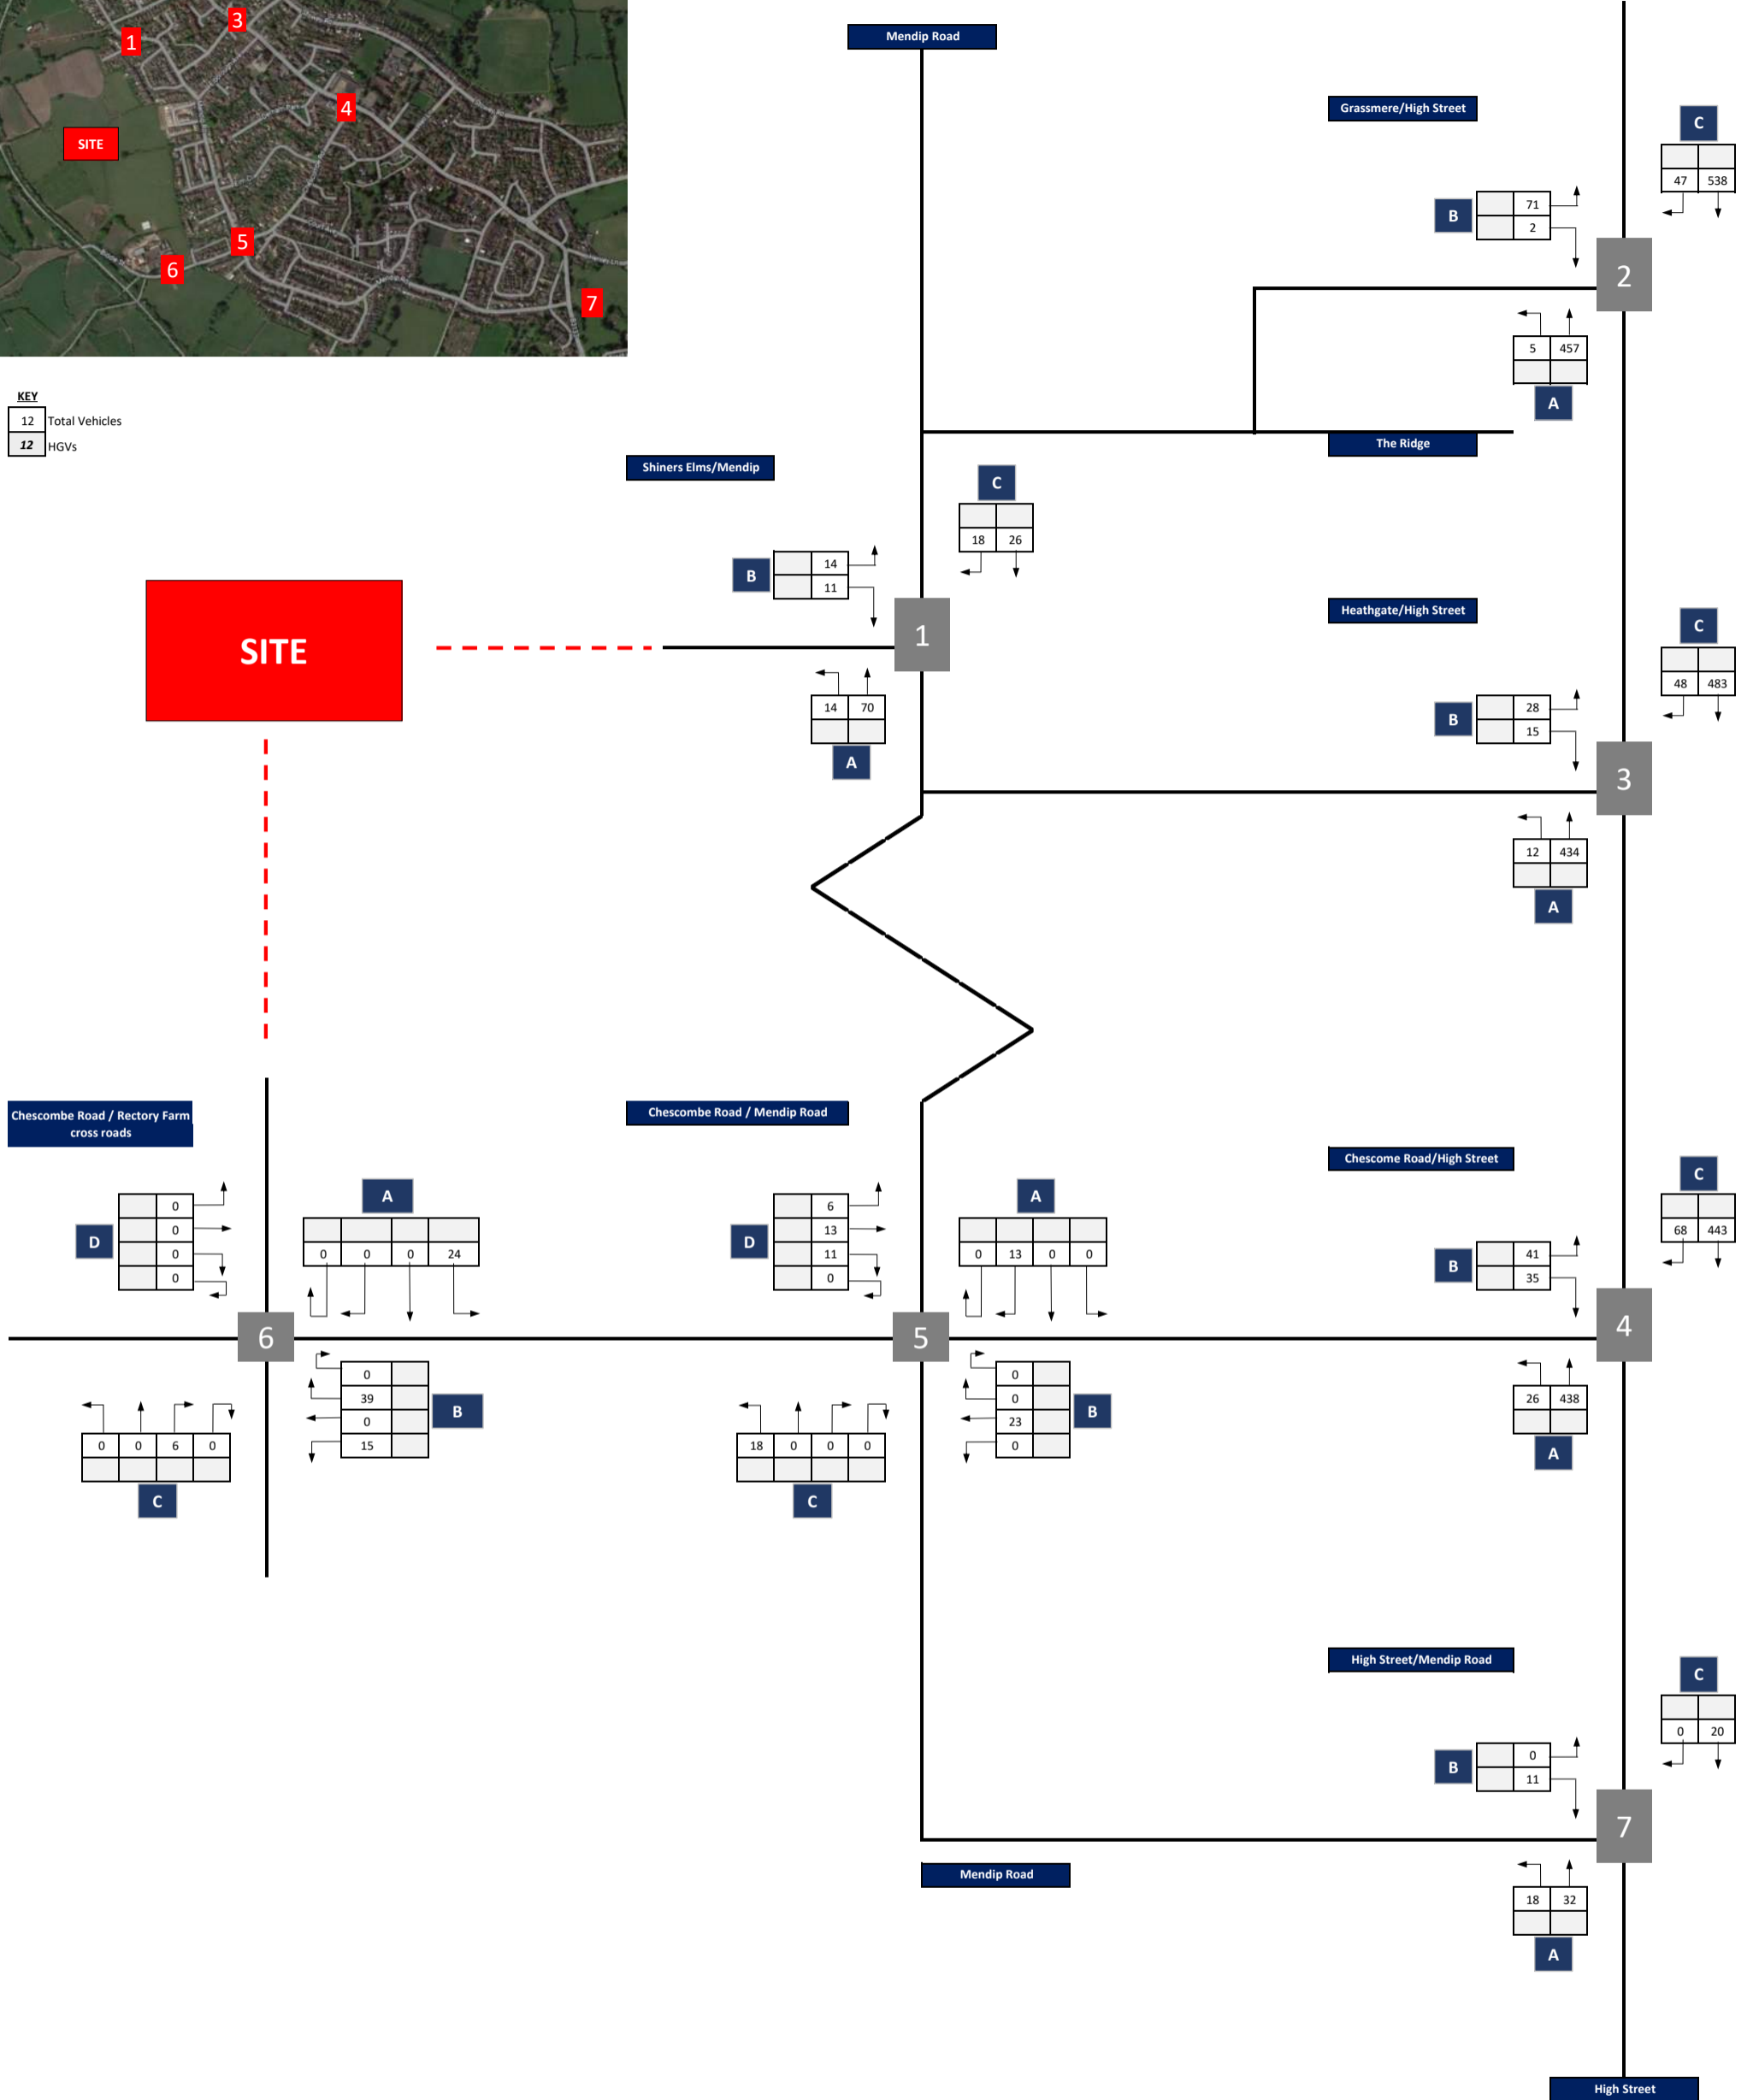 3
1
4
SITE
5
6
7
KEY
12 Total Vehicles
12 HGVs
Mendip Road
Grassmere/High Street
C
47 538
B
71
2
2
5 457
A
The Ridge
Shiners Elms/Mendip
C
18 26
B
14
11
1
14 70
A
SITE
Heathgate/High Street
C
48 483
B
28
15
3
12 434
A
Chescombe Road / Rectory Farm
cross roads
A
0 0 0 24
D
0
0
0
0
6
0
39
0
15
B
0 0 6 0
C
Chescombe Road / Mendip Road
A
0 13 0 0
D
6
13
11
0
5
0
0
23
0
B
18 0 0 0
C
Chescome Road/High Street
C
68 443
B
41
35
4
26 438
A
High Street/Mendip Road
C
0 20
B
0
11
7
Mendip Road
18 32
A
High Street